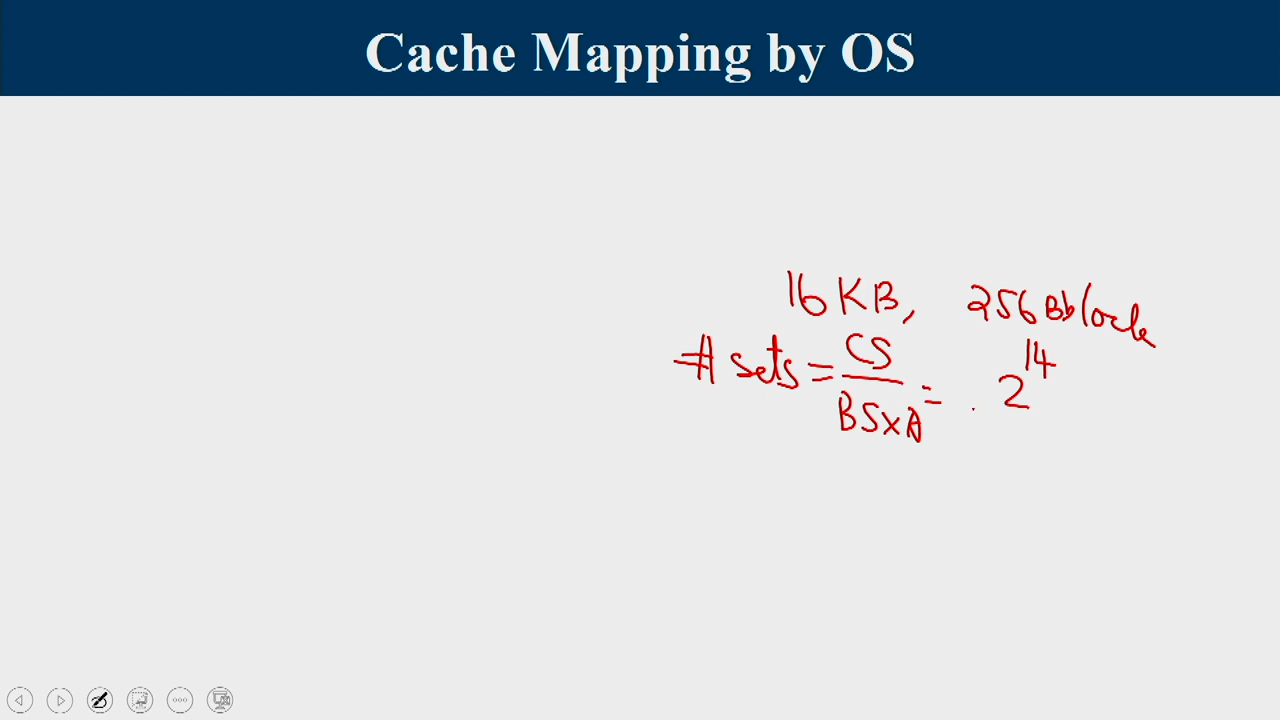 Cache Mapping by OS
16 KB, 256 B block
# sets = CS / BS x A = 2^14